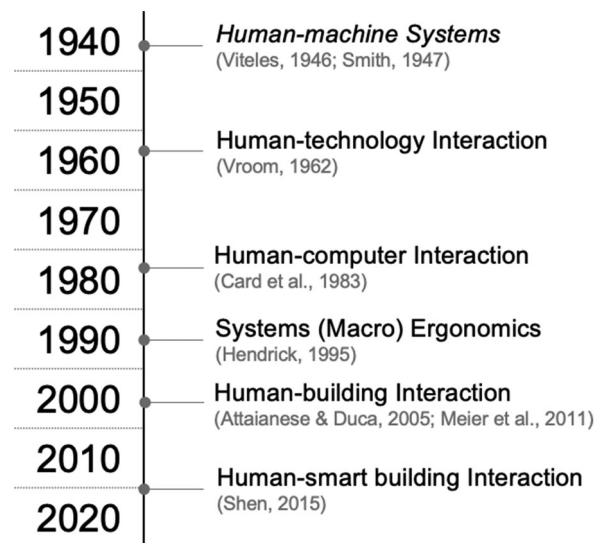 1940
Human-machine Systems
(Viteles, 1946; Smith, 1947)
1950
1960
Human-technology Interaction
(Vroom, 1962)
1970
1980
Human-computer Interaction
(Card et al., 1983)
1990
Systems (Macro) Ergonomics
(Hendrick, 1995)
2000
Human-building Interaction
(Attaianese & Duca, 2005; Meier et al., 2011)
2010
Human-smart building Interaction
(Shen, 2015)
2020